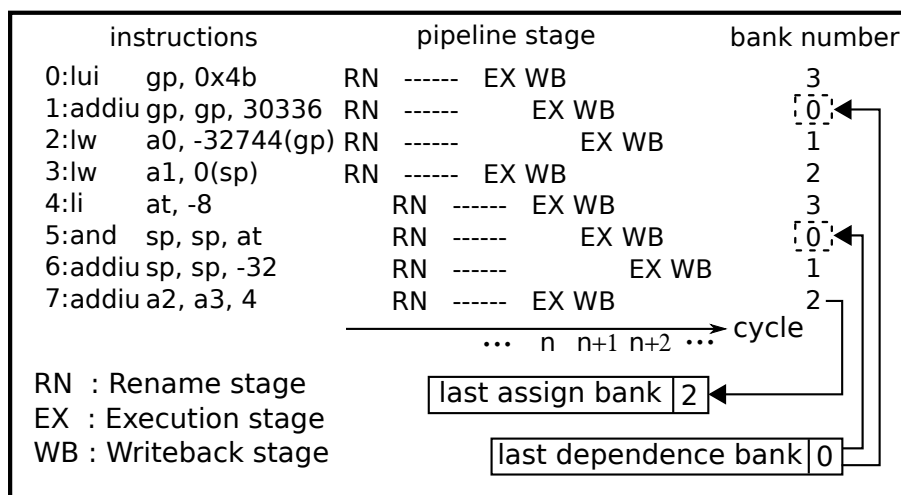 instructions pipeline stage bank number
0:lui gp, 0x4b RN ------ EX WB 3
1:addiu gp, gp, 30336 RN ------ EX WB 0
2:lw a0, -32744(gp) RN ------ EX WB 1
3:lw a1, 0(sp) RN ------ EX WB 2
4:li at, -8 RN ------ EX WB 3
5:and sp, sp, at RN ------ EX WB 0
6:addiu sp, sp, -32 RN ------ EX WB 1
7:addiu a2, a3, 4 RN ------ EX WB 2
... n n+1 n+2 ... cycle
RN : Rename stage
EX : Execution stage
WB : Writeback stage
last assign bank 2
last dependence bank 0